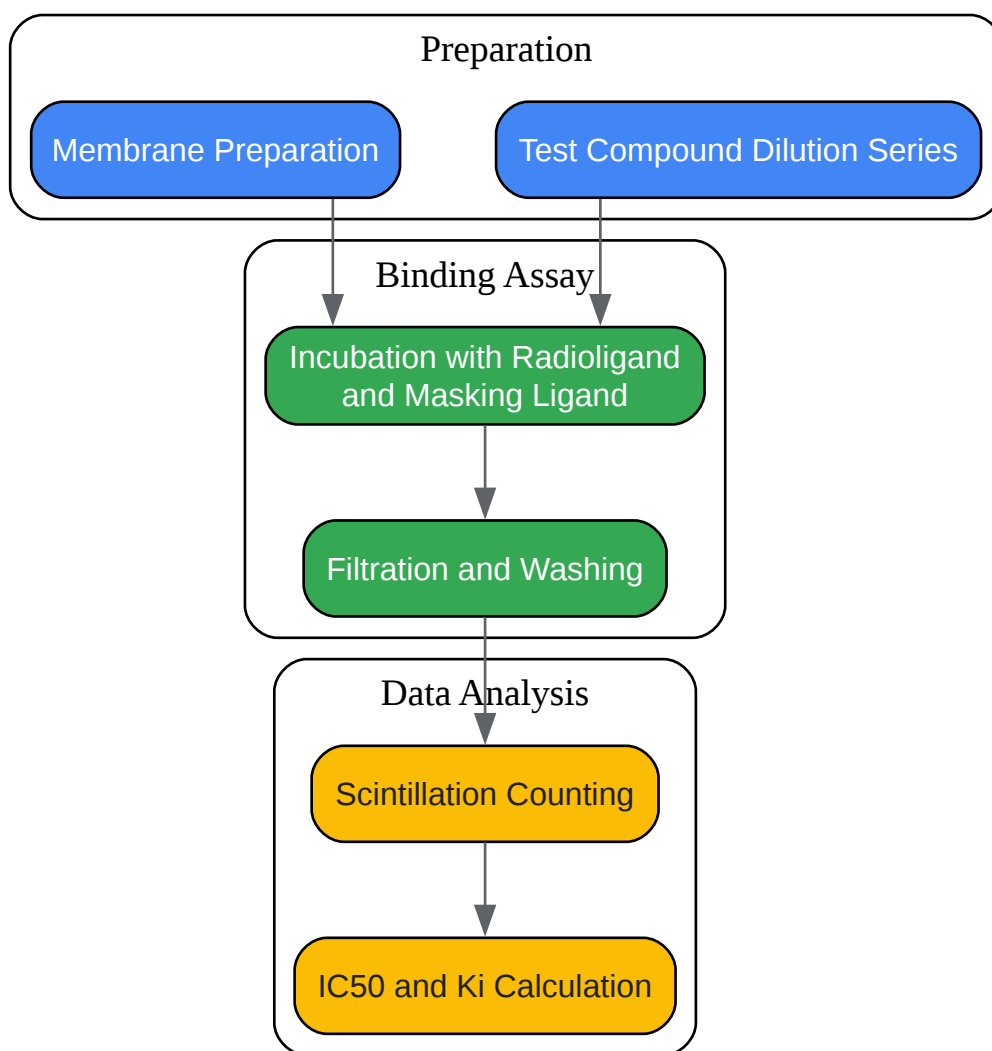 Preparation
Membrane Preparation
Test Compound Dilution Series
Binding Assay
Incubation with Radioligand
and Masking Ligand
Filtration and Washing
Data Analysis
Scintillation Counting
IC50 and Ki Calculation